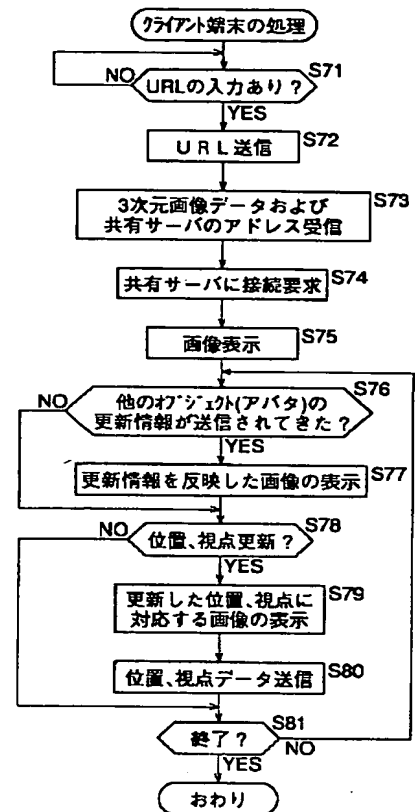 クライアント端末の処理
S71
NO
URLの入力あり？
YES
URL送信
S72
3次元画像データおよび
共有サーバのアドレス受信
S73
共有サーバに接続要求
S74
画像表示
S75
S76
NO
他のオブジェクト(アバタ)の
更新情報が送信されてきた？
YES
S77
更新情報を反映した画像の表示
NO
S78
位置、視点更新？
YES
S79
更新した位置、視点に
対応する画像の表示
位置、視点データ送信
S80
S81
終了？
NO
YES
おわり